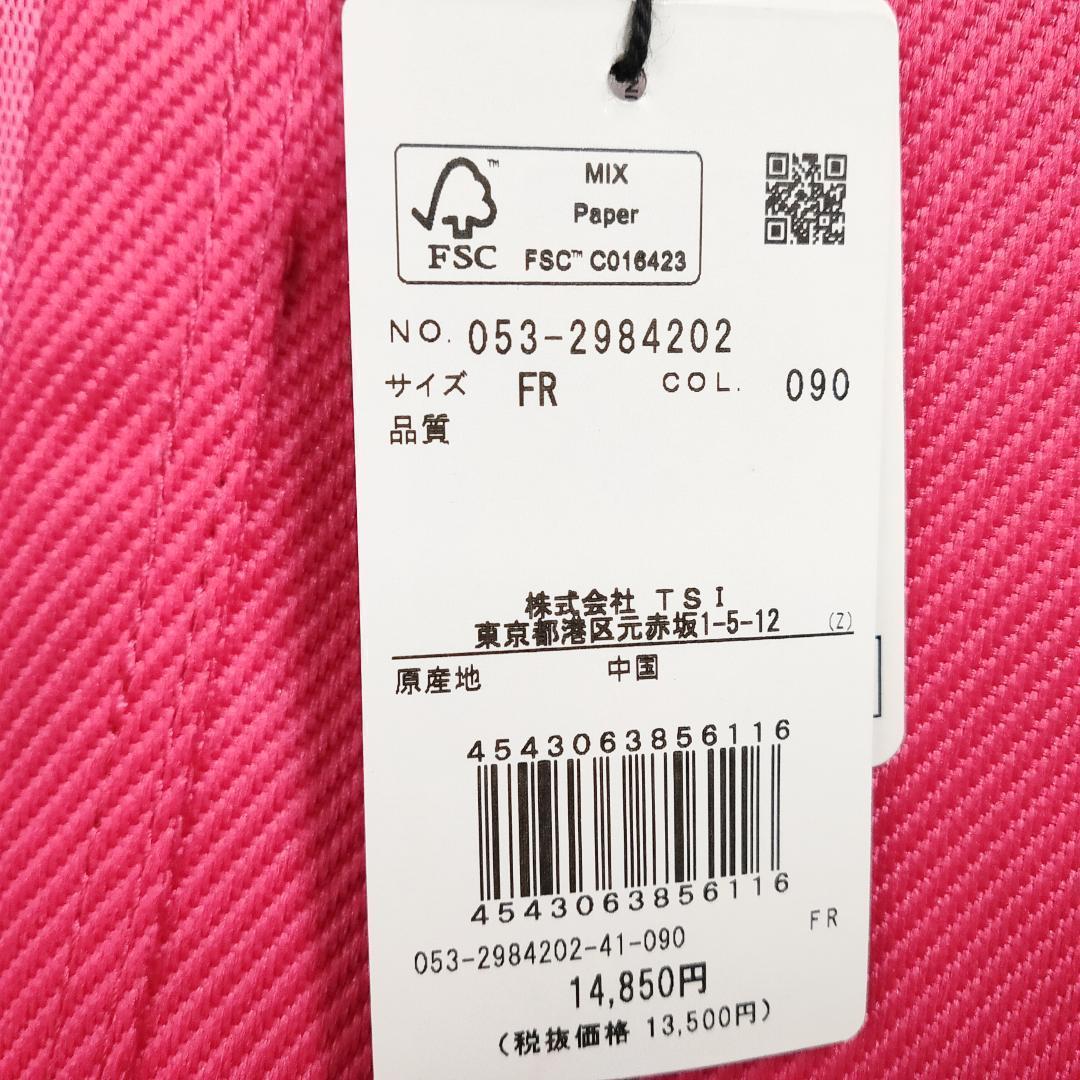 MIX
Paper
FSC™
FSC™ C016423
NO. 053-2984202
サイズ FR COL. 090
品質
株式会社 TSI
東京都港区元赤坂1-5-12 (Z)
原産地 中国
4543063856116
4543063856116
FR
053-2984202-41-090
14,850円
(税抜価格 13,500円)